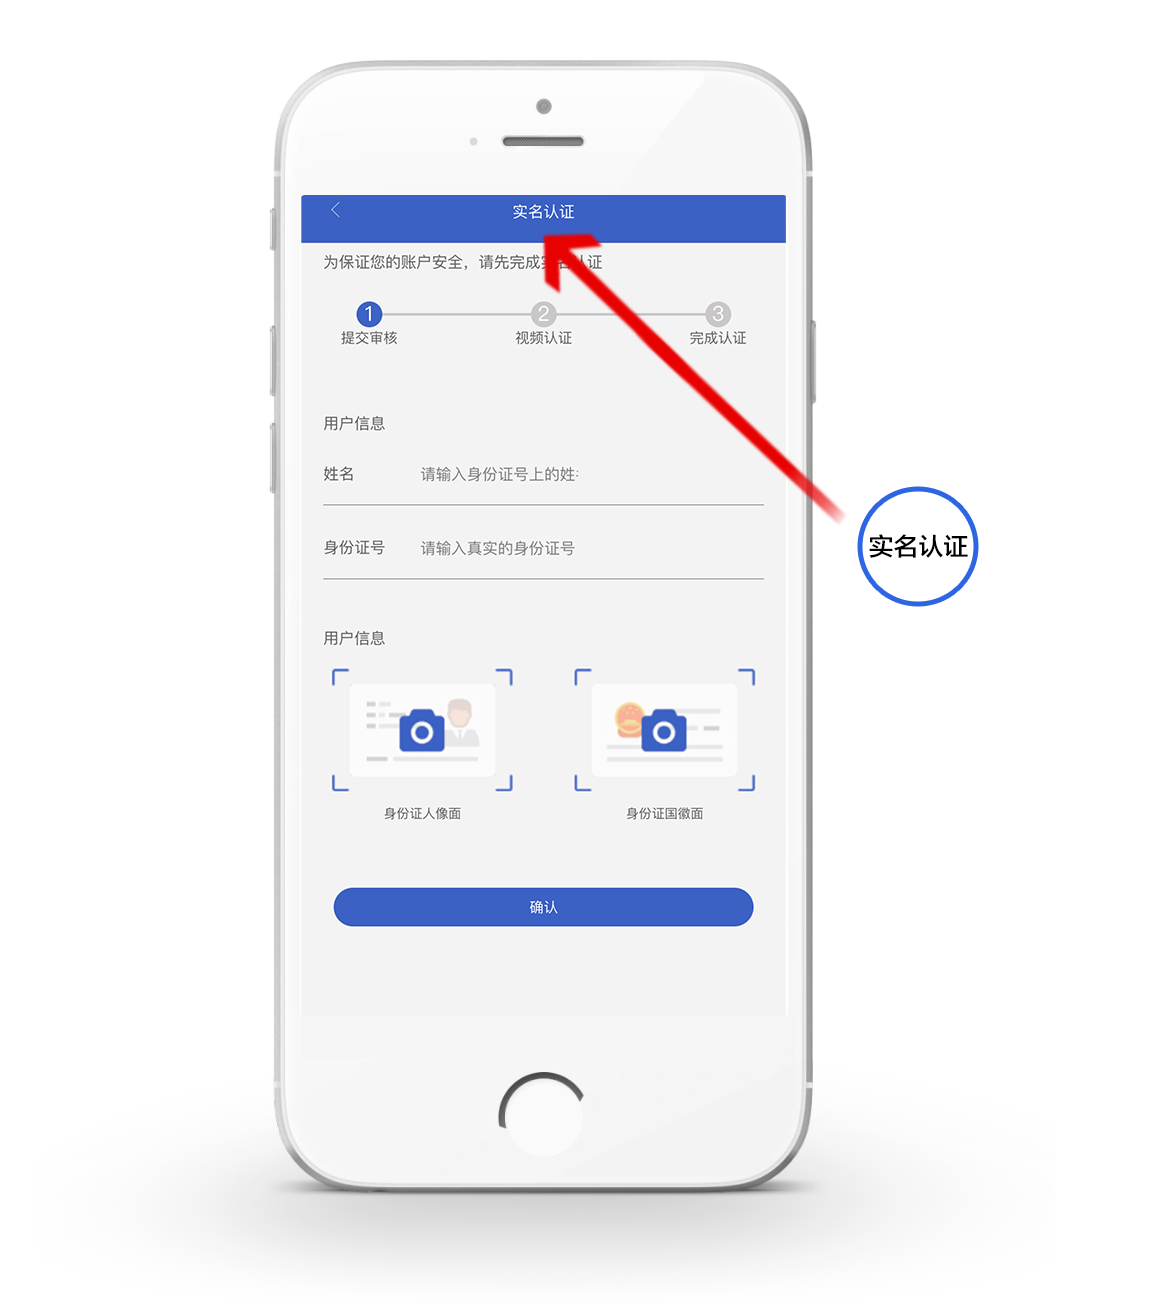 实名认证
为保证您的账户安全，请先完成实名认证
1
2
3
提交审核
视频认证
完成认证
用户信息
姓名
请输入身份证号上的姓
实名认证
身份证号
请输入真实的身份证号
用户信息
身份证人像面
身份证国徽面
确认